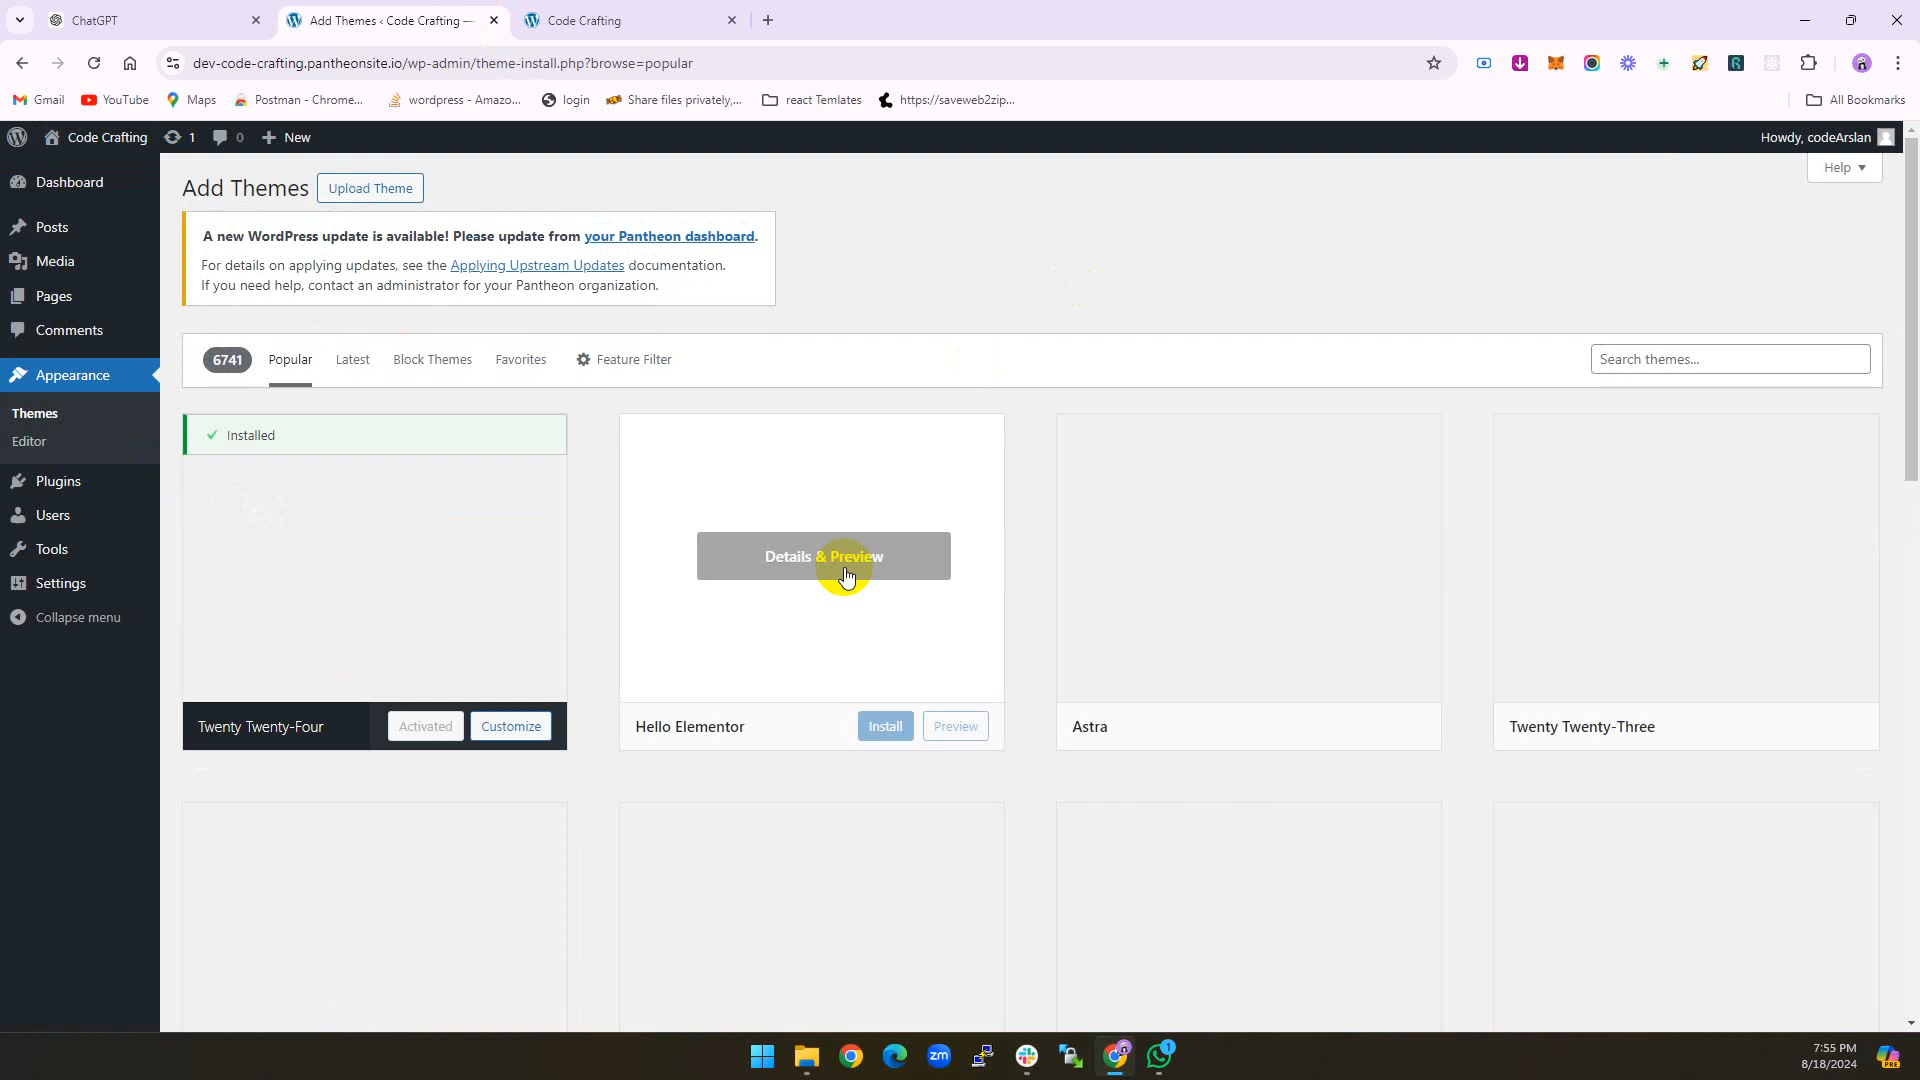 ChatGPT
Add Themes ‹ Code Crafting —
Code Crafting
dev-code-crafting.pantheonsite.io/wp-admin/theme-install.php?browse=popular
Gmail
YouTube
Maps
Postman - Chrome...
wordpress - Amazo...
login
Share files privately,...
react Temlates
https://saveweb2zip...
All Bookmarks
Code Crafting
1
0
New
Howdy, codeArslan
Dashboard
Posts
Media
Pages
Comments
Appearance
Themes
Editor
Plugins
Users
Tools
Settings
Collapse menu
Help
Add Themes
Upload Theme
A new WordPress update is available! Please update from your Pantheon dashboard.
For details on applying updates, see the Applying Upstream Updates documentation.
If you need help, contact an administrator for your Pantheon organization.
6741
Popular
Latest
Block Themes
Favorites
Feature Filter
Search themes...
Installed
Details & Preview
Twenty Twenty-Four
Activated
Customize
Hello Elementor
Install
Preview
Astra
Twenty Twenty-Three
zm
1
7:55 PM
8/18/2024
PRE